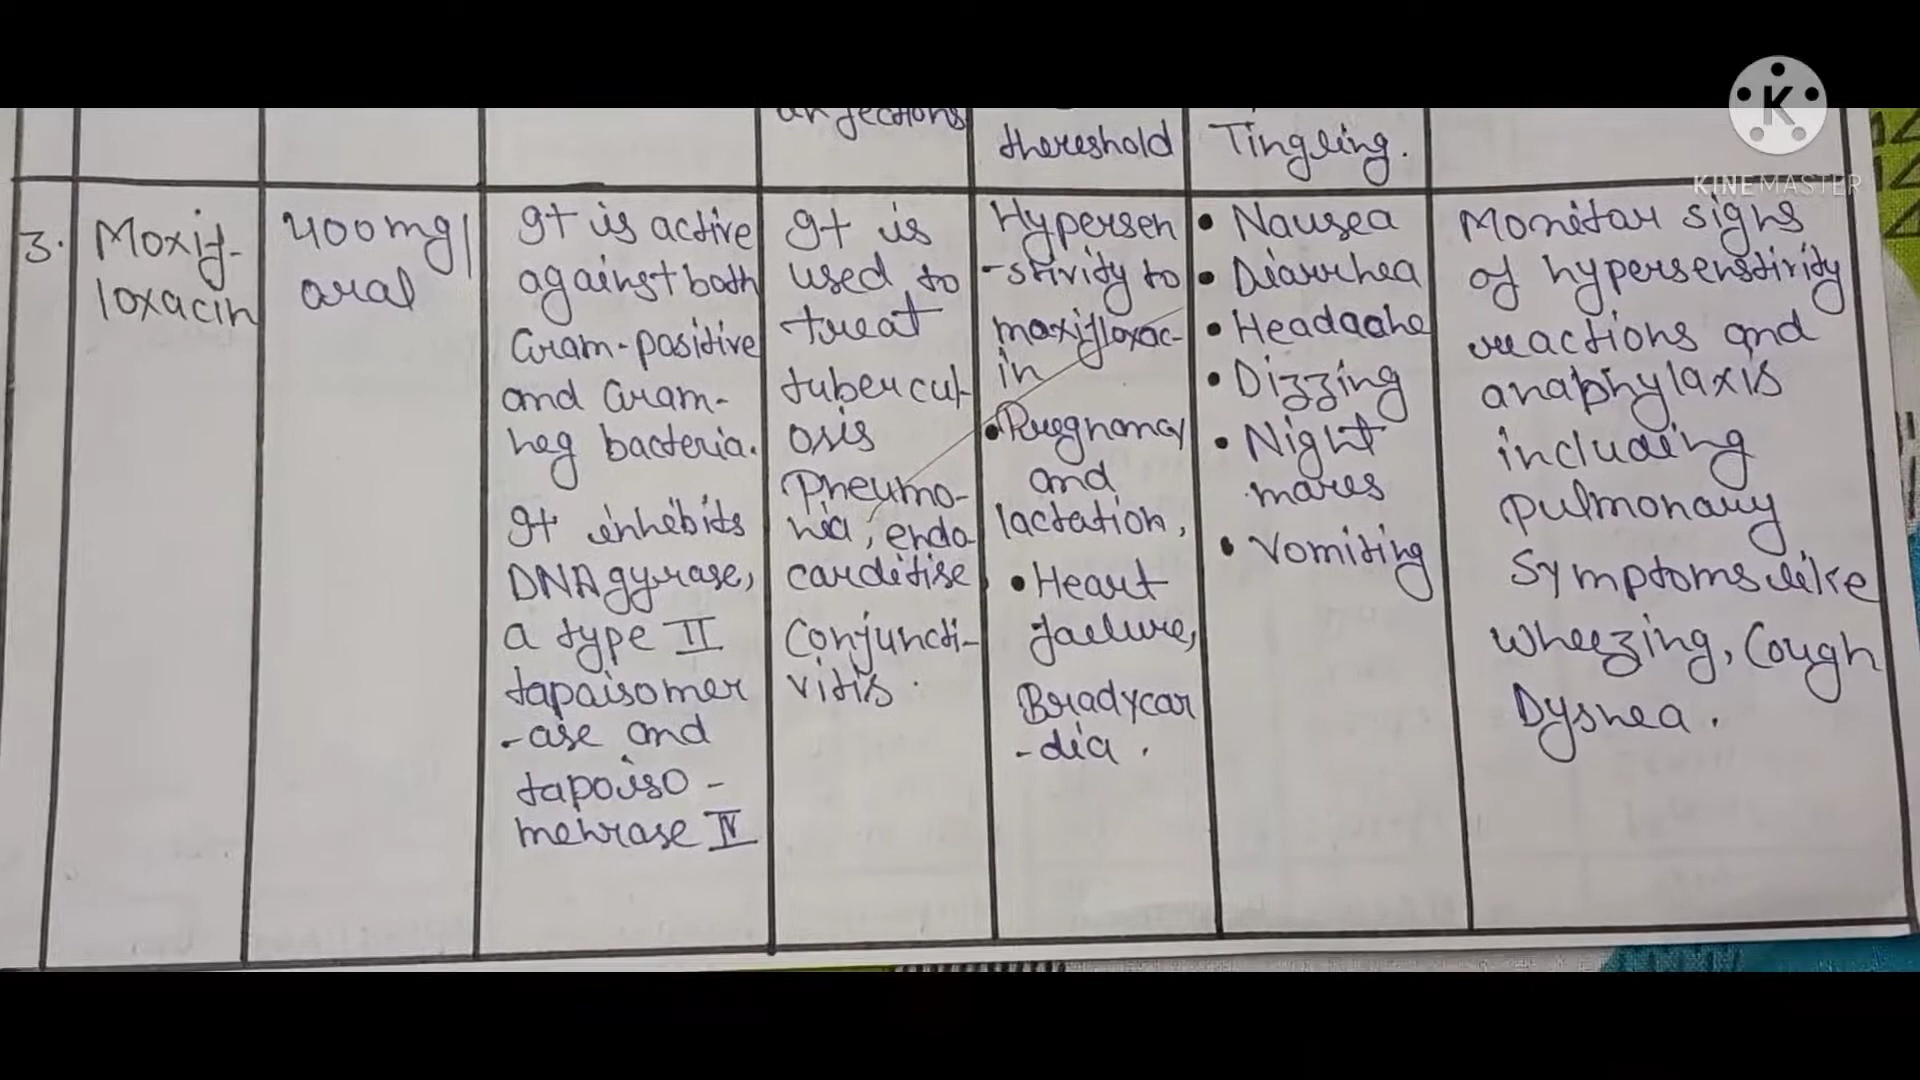 infections
thereshold
Tingling.
K
KINEMASTER
3.
Moxif-
loxacin
400mg/
oral
It is active
against both
Gram-positive
and Gram-
neg bacteria.
It inhibits
DNA gyrase,
a type II
topoisomer
-ase and
topoiso-
merase IV
It is
used to
treat
tubercul-
osis
Pneumo-
nia, endo
carditise
Conjuncti-
vitis.
Hypersen
-stivity to
moxifloxac-
in
• Pregnancy
and
lactation,
• Heart
failure,
Bradycar
-dia.
• Nausea
• Diarrhea
• Headache
• Dizzing
• Night
mares
• Vomiting
Monitor signs
of hypersenstivity
reactions and
anaphylaxis
including
pulmonary
symptoms like
wheezing, Cough
Dysnea.